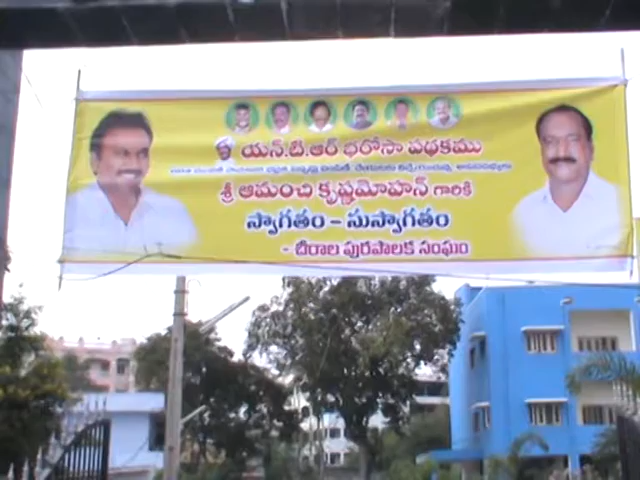 యన్.టి.ఆర్ భరోసా పథకము
శ్రీ ఆమంచి కృష్ణమోహన్ గారికి
స్వాగతం - సుస్వాగతం
- చీరాల పురపాలక సంఘం